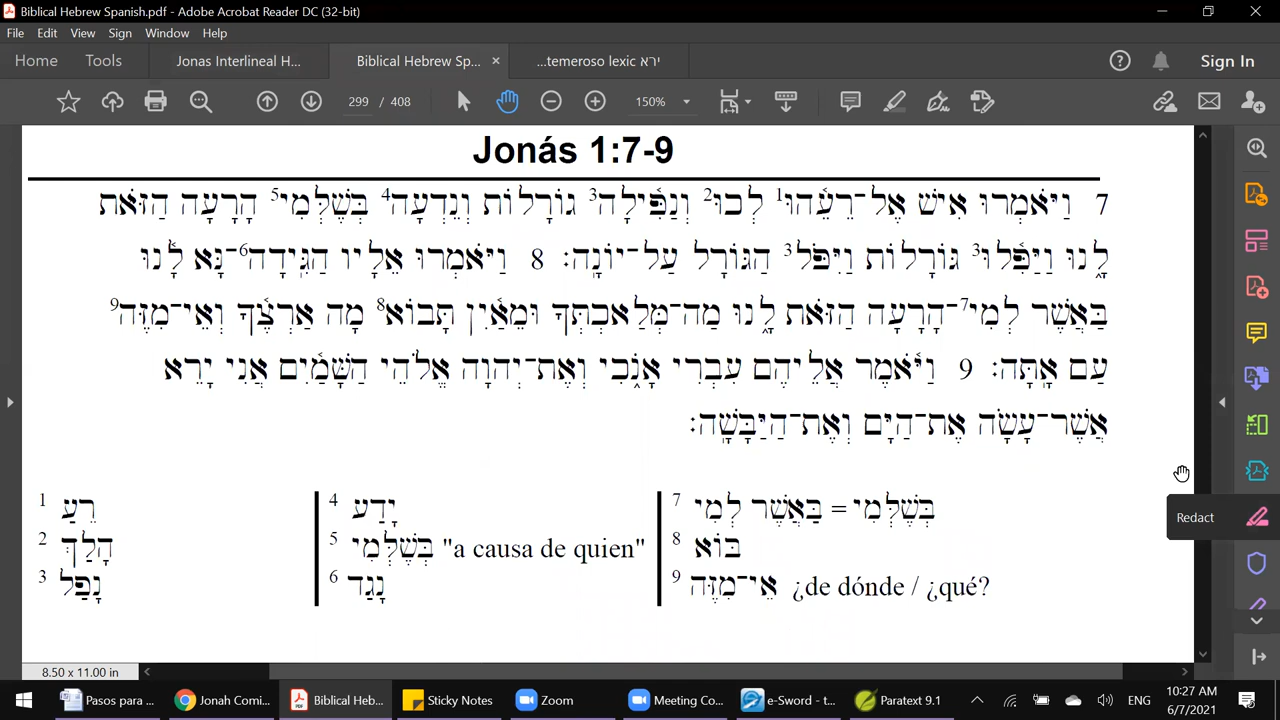 Biblical Hebrew Spanish.pdf - Adobe Acrobat Reader DC (32-bit)
File Edit View Sign Window Help
Home Tools Jonas Interlineal H... Biblical Hebrew Sp... × ...temeroso lexic ירא Sign In
299 / 408 150%
Jonás 1:7-9
7 וַיֹּאמְרוּ אִישׁ אֶל־רֵעֵ֫הוּ1 לְכוּ2 וְנַפִּ֫ילָה3 גוֹרָלוֹת וְנֵדְעָה4 בְּשֶׁלְּמִי5 הָרָעָה הַזֹּאת
לָ֑נוּ וַיַּפִּ֫לוּ3 גּוֹרָלוֹת וַיִּפֹּל3 הַגּוֹרָל עַל־יוֹנָֽה׃ 8 וַיֹּאמְרוּ אֵלָיו הַגִּֽידָה6־נָּא לָ֫נוּ
בַּאֲשֶׁר לְמִי7־הָרָעָה הַזֹּאת לָ֑נוּ מַה־מְּלַאכְתְּךָ וּמֵאַ֫יִן תָּבוֹא8 מָה אַרְצֶ֫ךָ וְאֵי־מִזֶּה9
עַם אָֽתָּה׃ 9 וַיֹּ֫אמֶר אֲלֵיהֶם עִבְרִי אָנֹ֑כִי וְאֶת־יְהוָה אֱלֹהֵי הַשָּׁמַ֫יִם אֲנִי יָרֵא
אֲשֶׁר־עָשָׂה אֶת־הַיָּם וְאֶת־הַיַּבָּשָֽׁה׃
1 רֵעַ
2 הָלַךְ
3 נָפַל
4 יָדַע
5 בְּשֶׁלְּמִי "a causa de quien"
6 נָגַד
7 בְּשֶׁלְּמִי = בַּאֲשֶׁר לְמִי
8 בּוֹא
9 אֵי־מִזֶּה ¿de dónde / ¿qué?
Redact
8.50 x 11.00 in
Pasos para ... Jonah Comi... Biblical Heb... Sticky Notes Zoom Meeting Co... e-Sword - t... Paratext 9.1 ENG 10:27 AM
6/7/2021